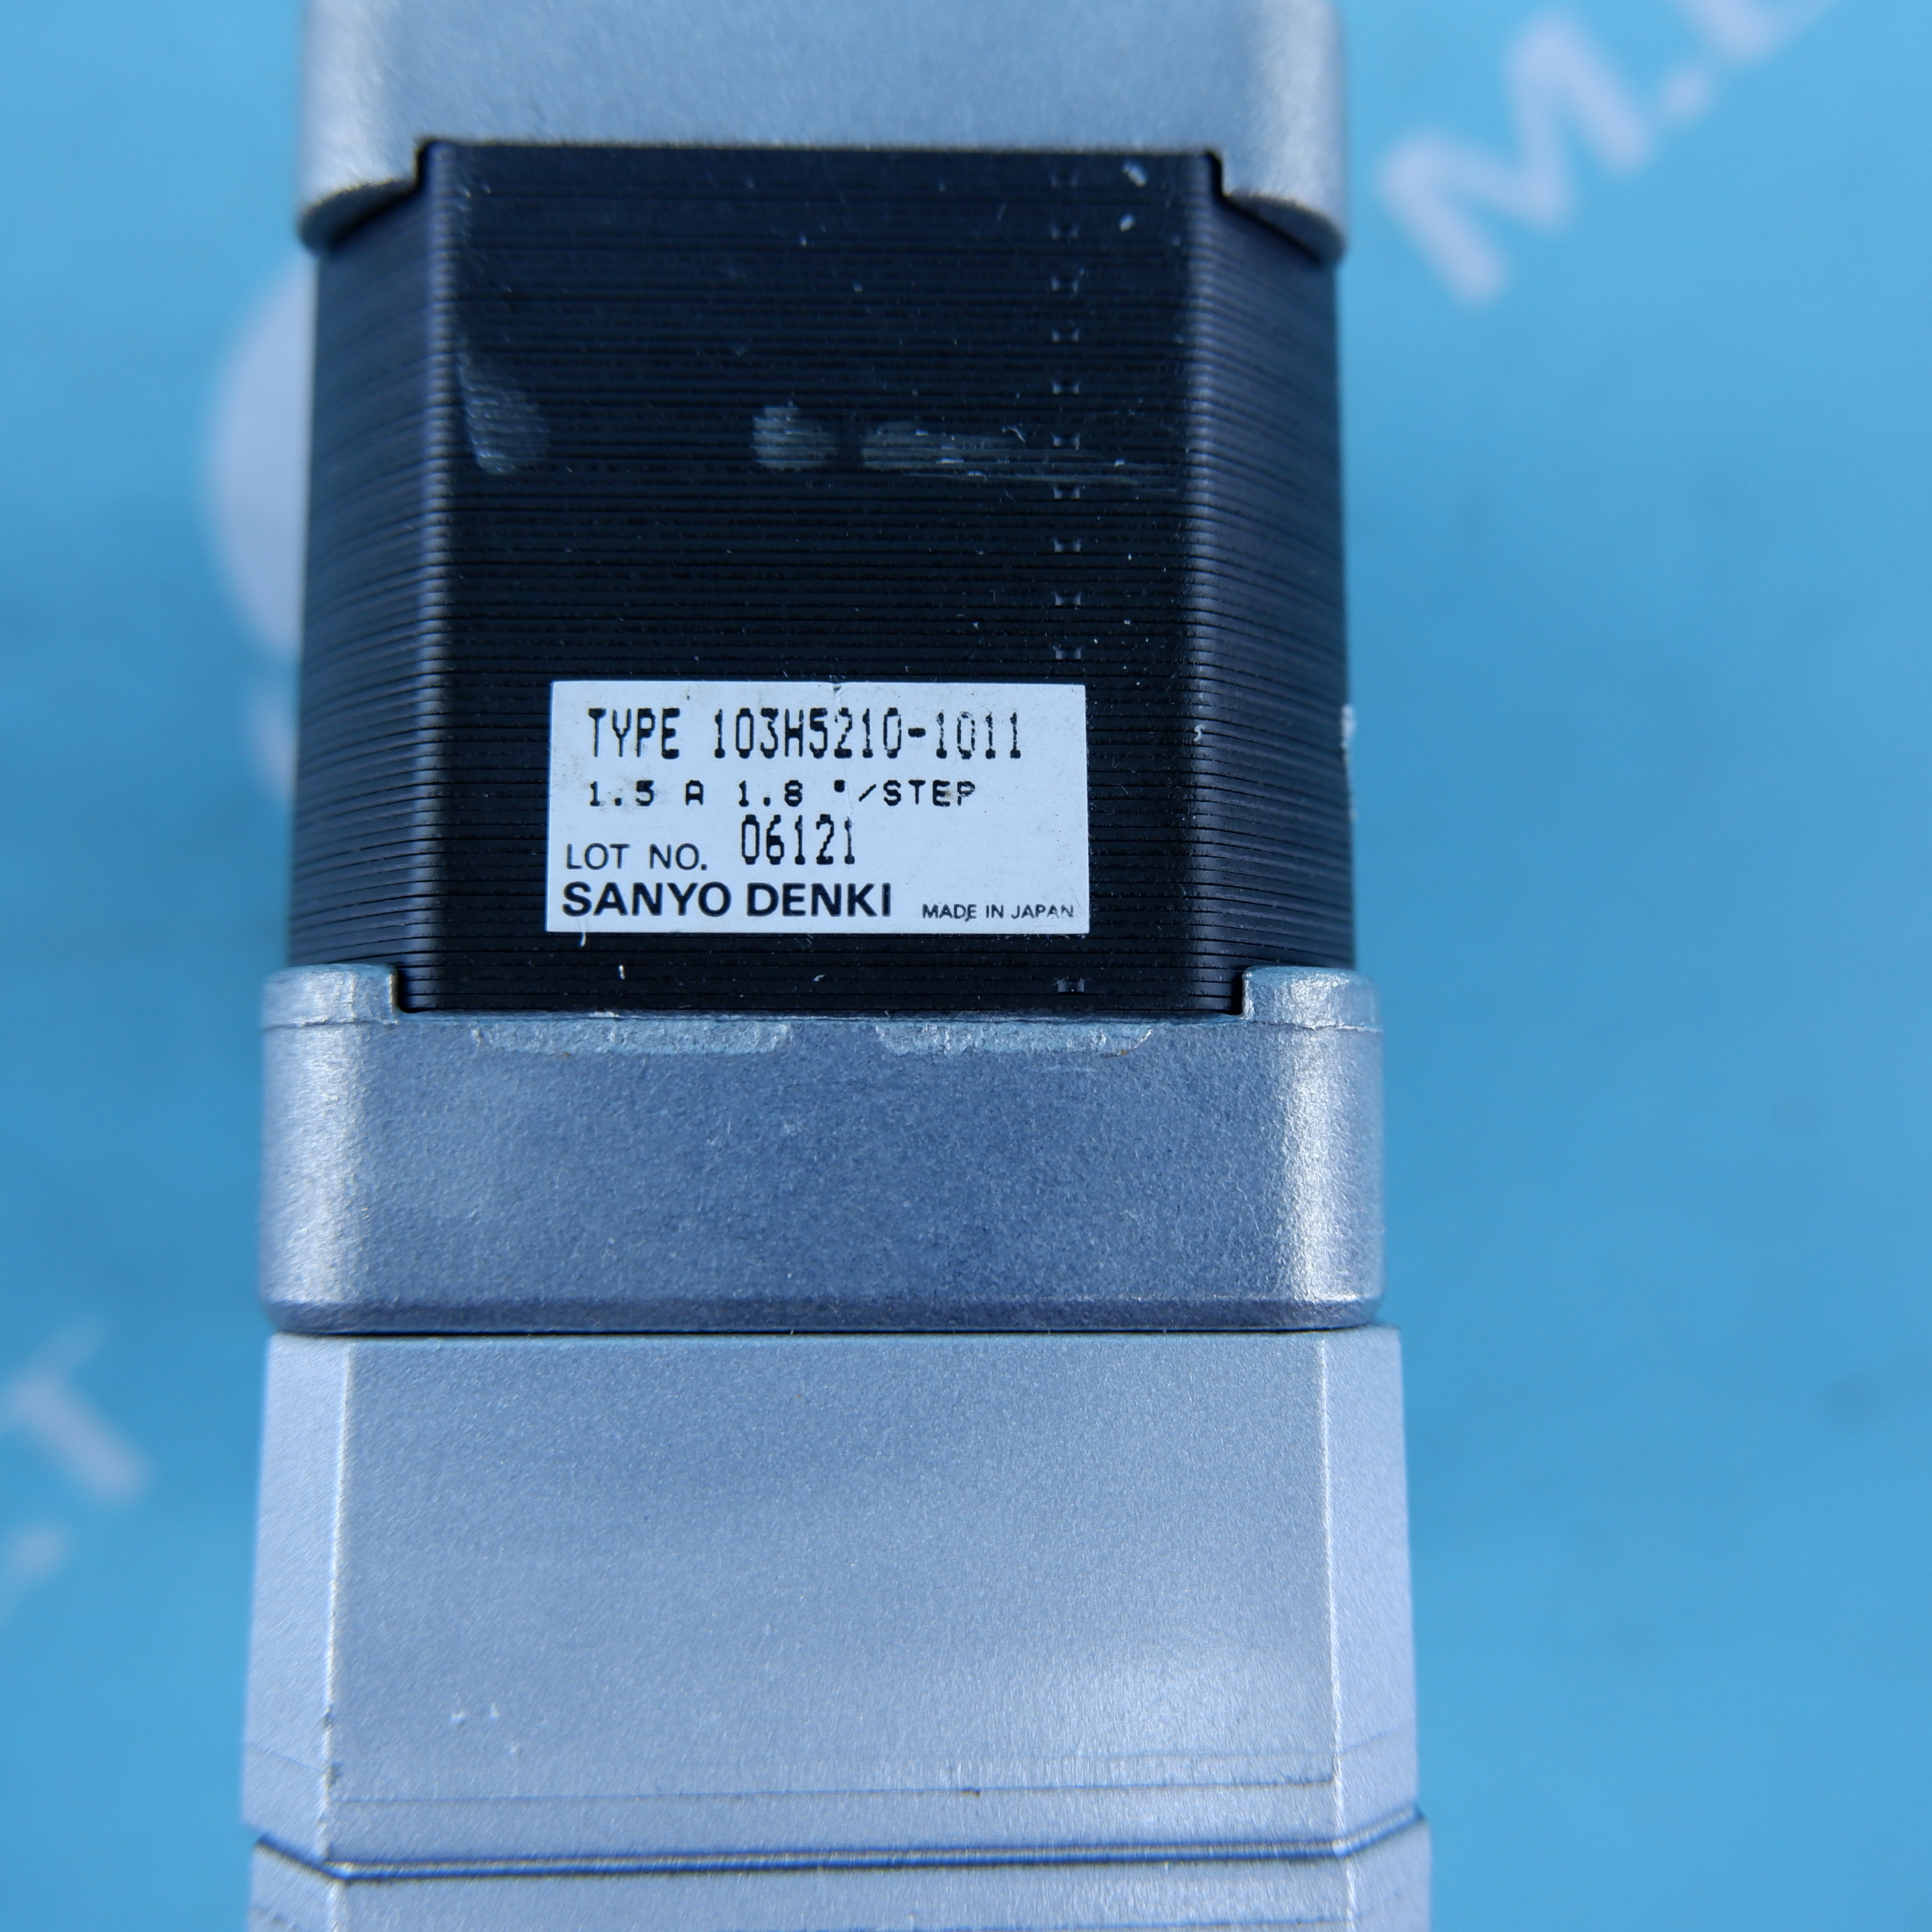 M.
TYPE 103H5210-1011
1.5 A 1.8 °/STEP
LOT NO. 06121
SANYO DENKI MADE IN JAPAN